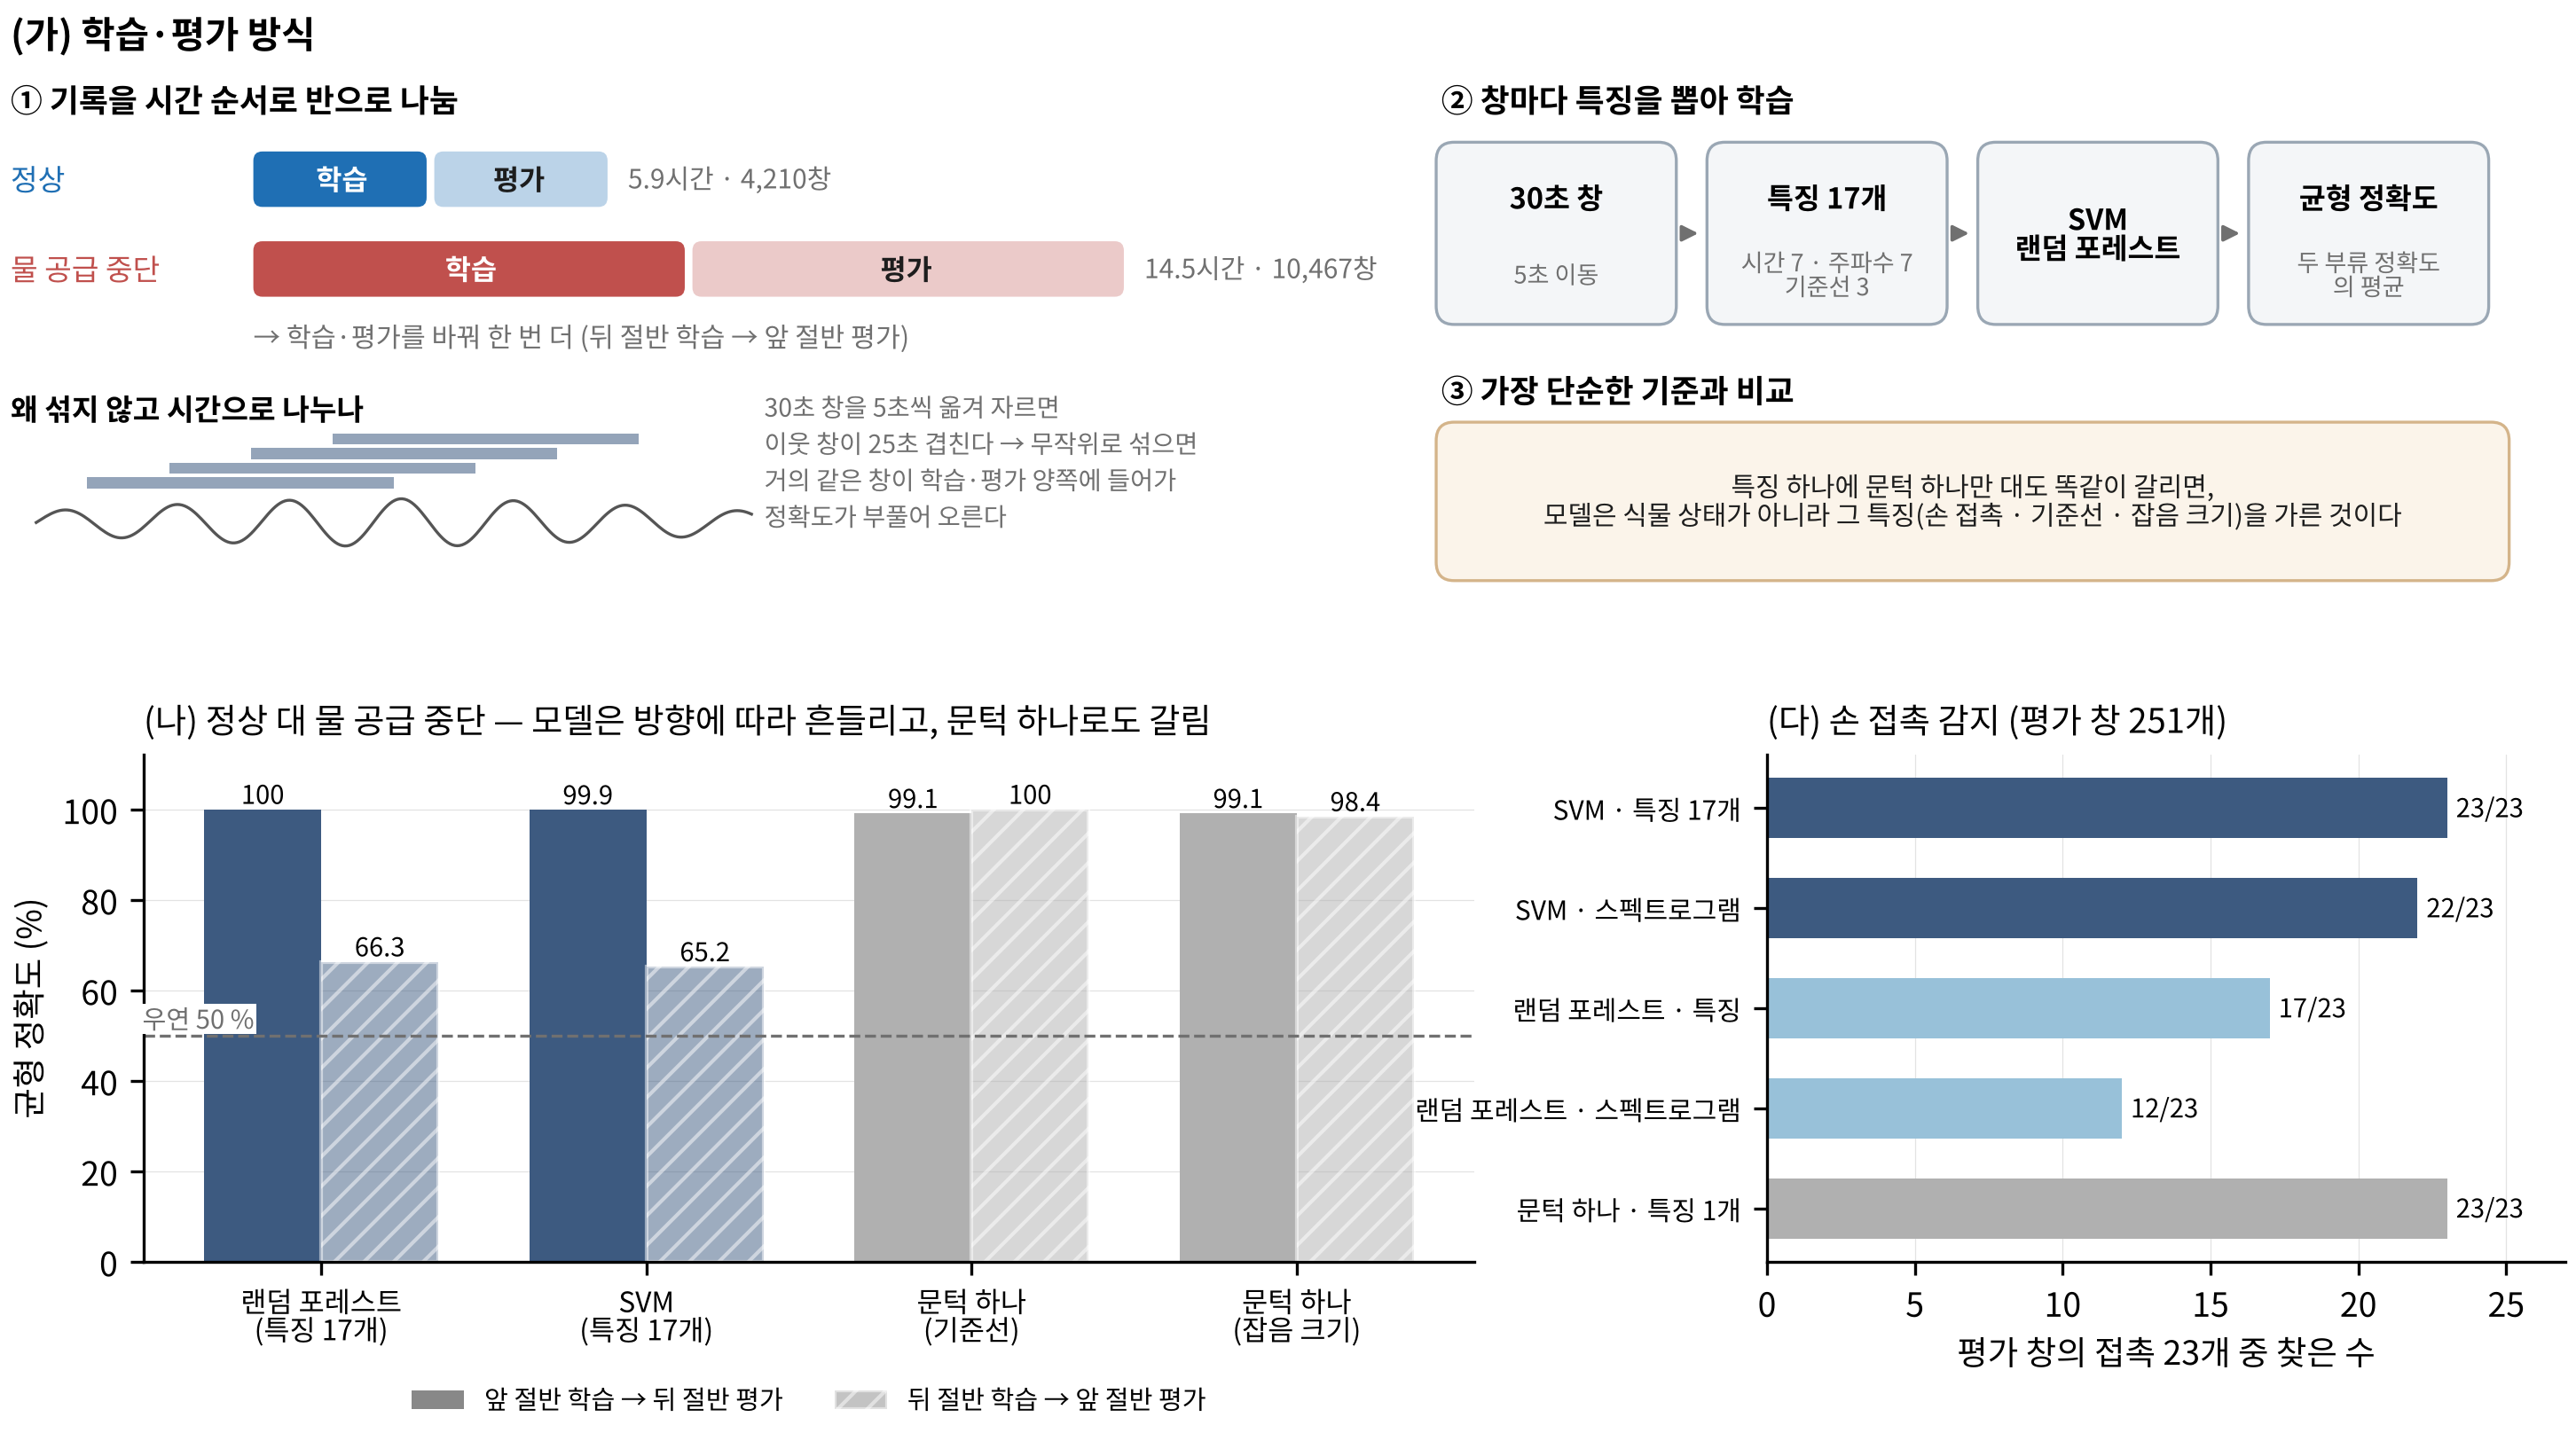 (가) 학습·평가 방식
① 기록을 시간 순서로 반으로 나눔
정상
학습
평가
5.9시간 · 4,210창
물 공급 중단
학습
평가
14.5시간 · 10,467창
→ 학습·평가를 바꿔 한 번 더 (뒤 절반 학습 → 앞 절반 평가)
왜 섞지 않고 시간으로 나누나
30초 창을 5초씩 옮겨 자르면
이웃 창이 25초 겹친다 → 무작위로 섞으면
거의 같은 창이 학습·평가 양쪽에 들어가
정확도가 부풀어 오른다
② 창마다 특징을 뽑아 학습
30초 창
5초 이동
특징 17개
시간 7 · 주파수 7
기준선 3
SVM
랜덤 포레스트
균형 정확도
두 부류 정확도
의 평균
③ 가장 단순한 기준과 비교
특징 하나에 문턱 하나만 대도 똑같이 갈리면,
모델은 식물 상태가 아니라 그 특징(손 접촉 · 기준선 · 잡음 크기)을 가른 것이다
(나) 정상 대 물 공급 중단 — 모델은 방향에 따라 흔들리고, 문턱 하나로도 갈림
균형 정확도 (%)
100
80
60
40
20
0
우연 50 %
100
66.3
99.9
65.2
99.1
100
99.1
98.4
랜덤 포레스트
(특징 17개)
SVM
(특징 17개)
문턱 하나
(기준선)
문턱 하나
(잡음 크기)
앞 절반 학습 → 뒤 절반 평가
뒤 절반 학습 → 앞 절반 평가
(다) 손 접촉 감지 (평가 창 251개)
SVM · 특징 17개
23/23
SVM · 스펙트로그램
22/23
랜덤 포레스트 · 특징
17/23
랜덤 포레스트 · 스펙트로그램
12/23
문턱 하나 · 특징 1개
23/23
0
5
10
15
20
25
평가 창의 접촉 23개 중 찾은 수